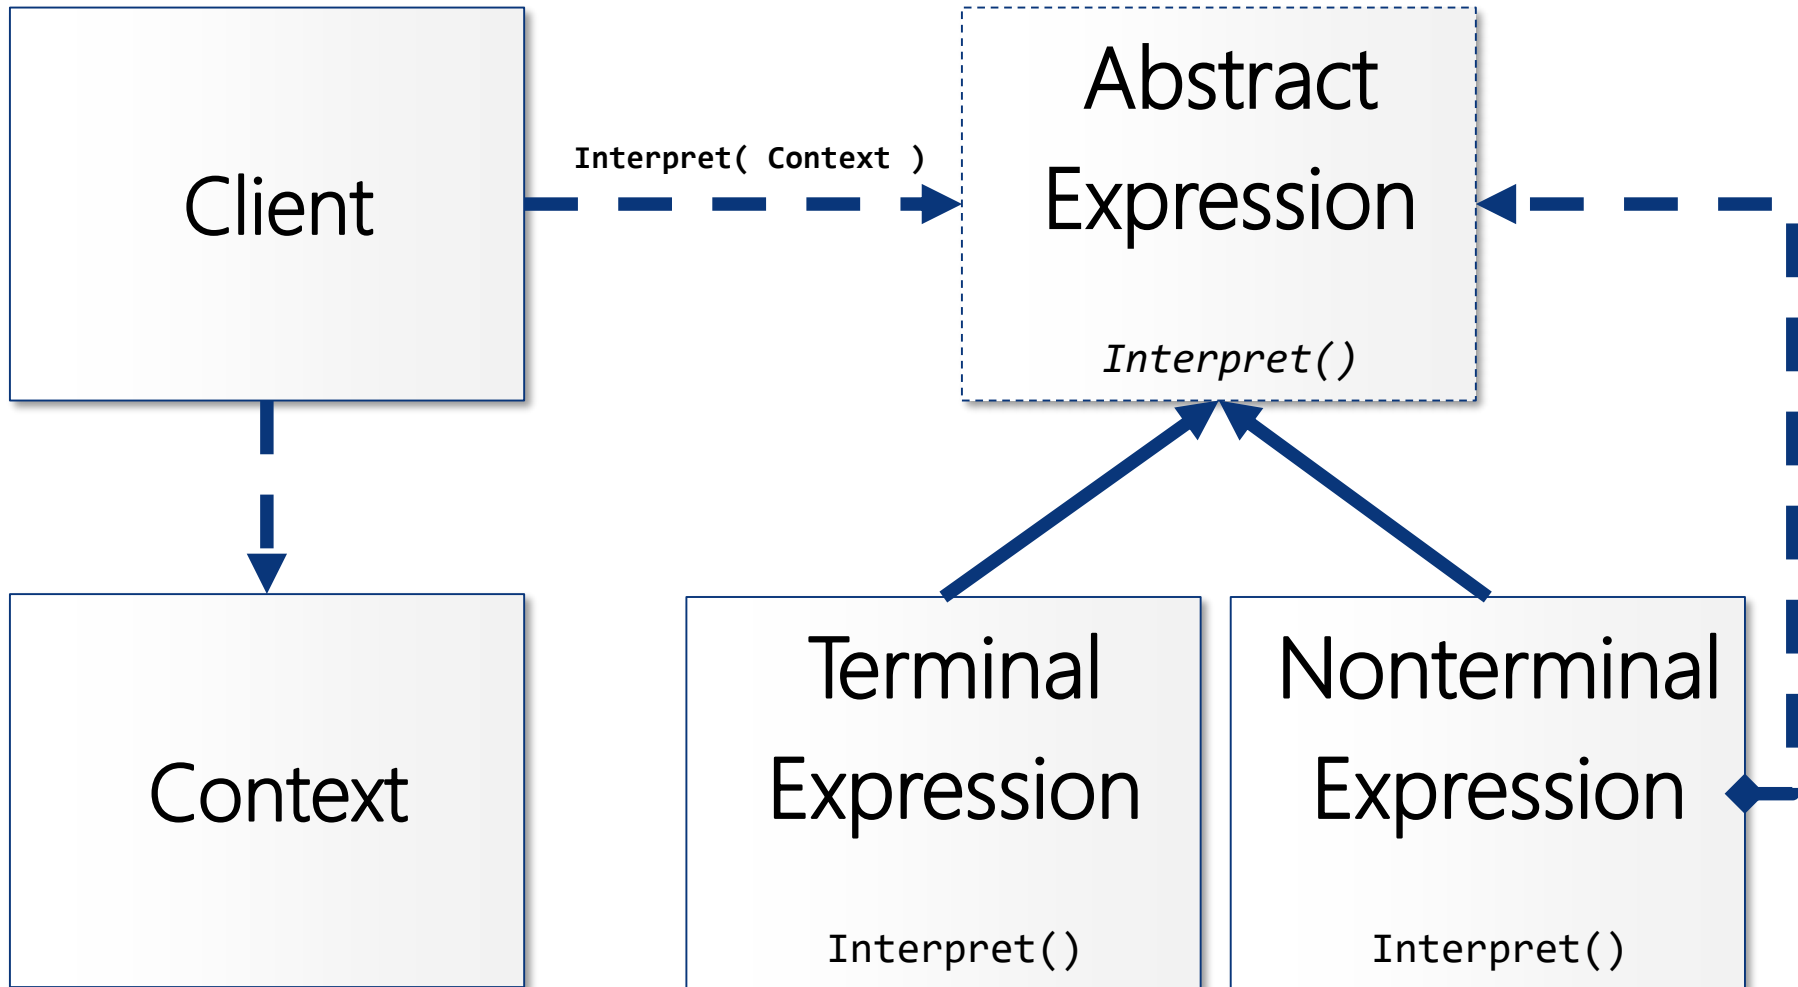 Client
Interpret( Context )
Abstract
Expression
Interpret()
Context
Terminal
Expression
Interpret()
Nonterminal
Expression
Interpret()